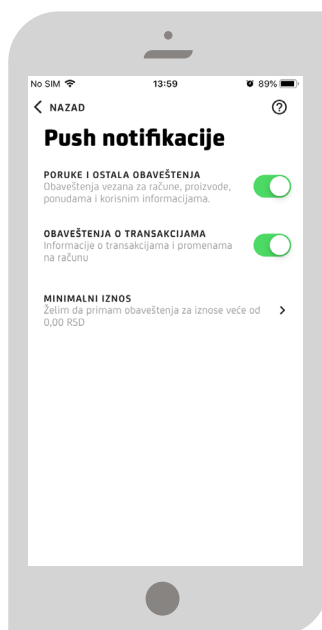 No SIM 13:59 89%
NAZAD
Push notifikacije
PORUKE I OSTALA OBAVEŠTENJA
Obaveštenja vezana za račune, proizvode,
ponudama i korisnim informacijama.
OBAVEŠTENJA O TRANSAKCIJAMA
Informacije o transakcijama i promenama
na računu
MINIMALNI IZNOS
Želim da primam obaveštenja za iznose veće od
0,00 RSD